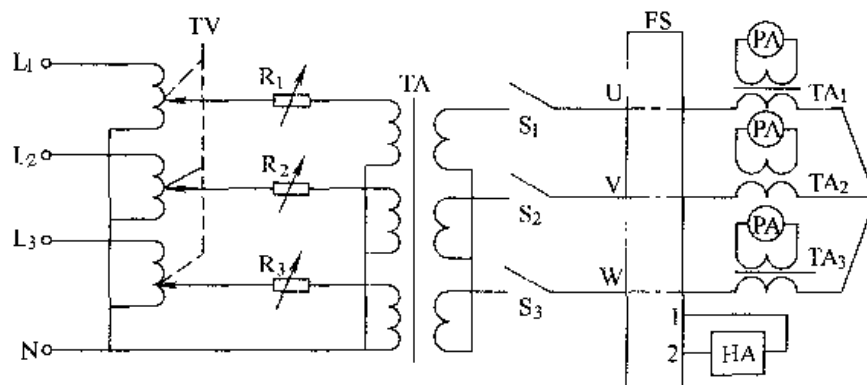 TV
FS
PA
L1
R1
TA
U
TA1
S1
PA
L2
R2
V
TA2
S2
PA
L3
R3
W
TA3
S3
1
N
2
HA